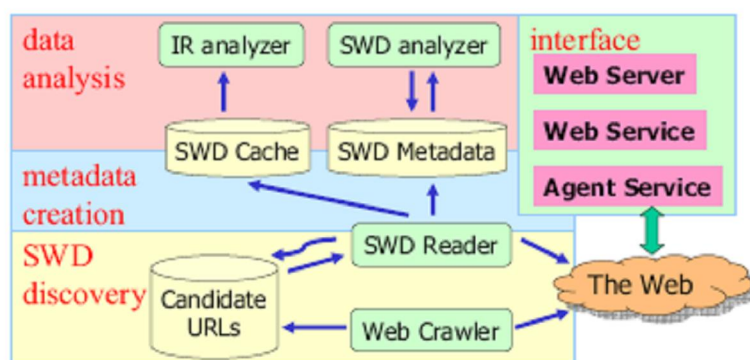 data
analysis
IR analyzer
SWD analyzer
interface
Web Server
Web Service
Agent Service
SWD Cache
SWD Metadata
metadata
creation
SWD
discovery
SWD Reader
Candidate
URLs
Web Crawler
The Web